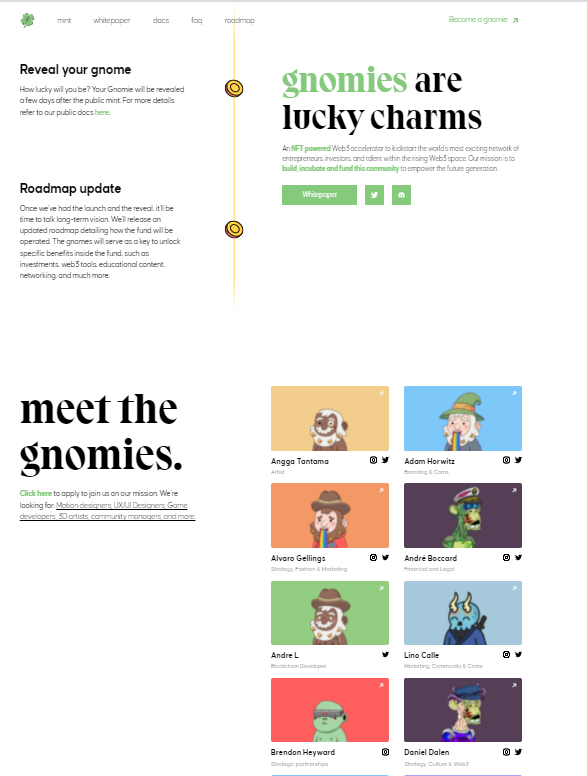 mint whitepaper docs faq roadmap
Become a gnomie
Reveal your gnome
How lucky will you be? Your Gnomie will be revealed
a few days after the public mint. For more details
refer to our public docs here.
Roadmap update
Once we've had the launch and the reveal, it'll be
time to talk long-term vision. We'll release an
updated roadmap detailing how the fund will be
operated. The gnomes will serve as a key to unlock
specific benefits inside the fund, such as
investments, web3 tools, educational content,
networking, and much more.
gnomies are
lucky charms
An NFT powered Web3 accelerator to kickstart the world's most exciting network of
entrepreneurs, investors, and talent within the rising Web3 space. Our mission is to
build, incubate and fund this community to empower the future generation
Whitepaper
meet the
gnomies.
Click here to apply to join us on our mission. We're
looking for: Motion designers, UX/UI Designers, Game
developers, 3D artists, community managers, and more.
Angga Tantama
Artist
Adam Horwitz
Branding & Coms
Alvaro Gellings
Strategy, Fashion & Marketing
André Boccard
Financial and Legal
Andre L
Blockchain Developer
Lino Calle
Marketing, Community & Coms
Brendon Heyward
Strategic partnerships
Daniel Dalen
Strategy, Culture & Web3